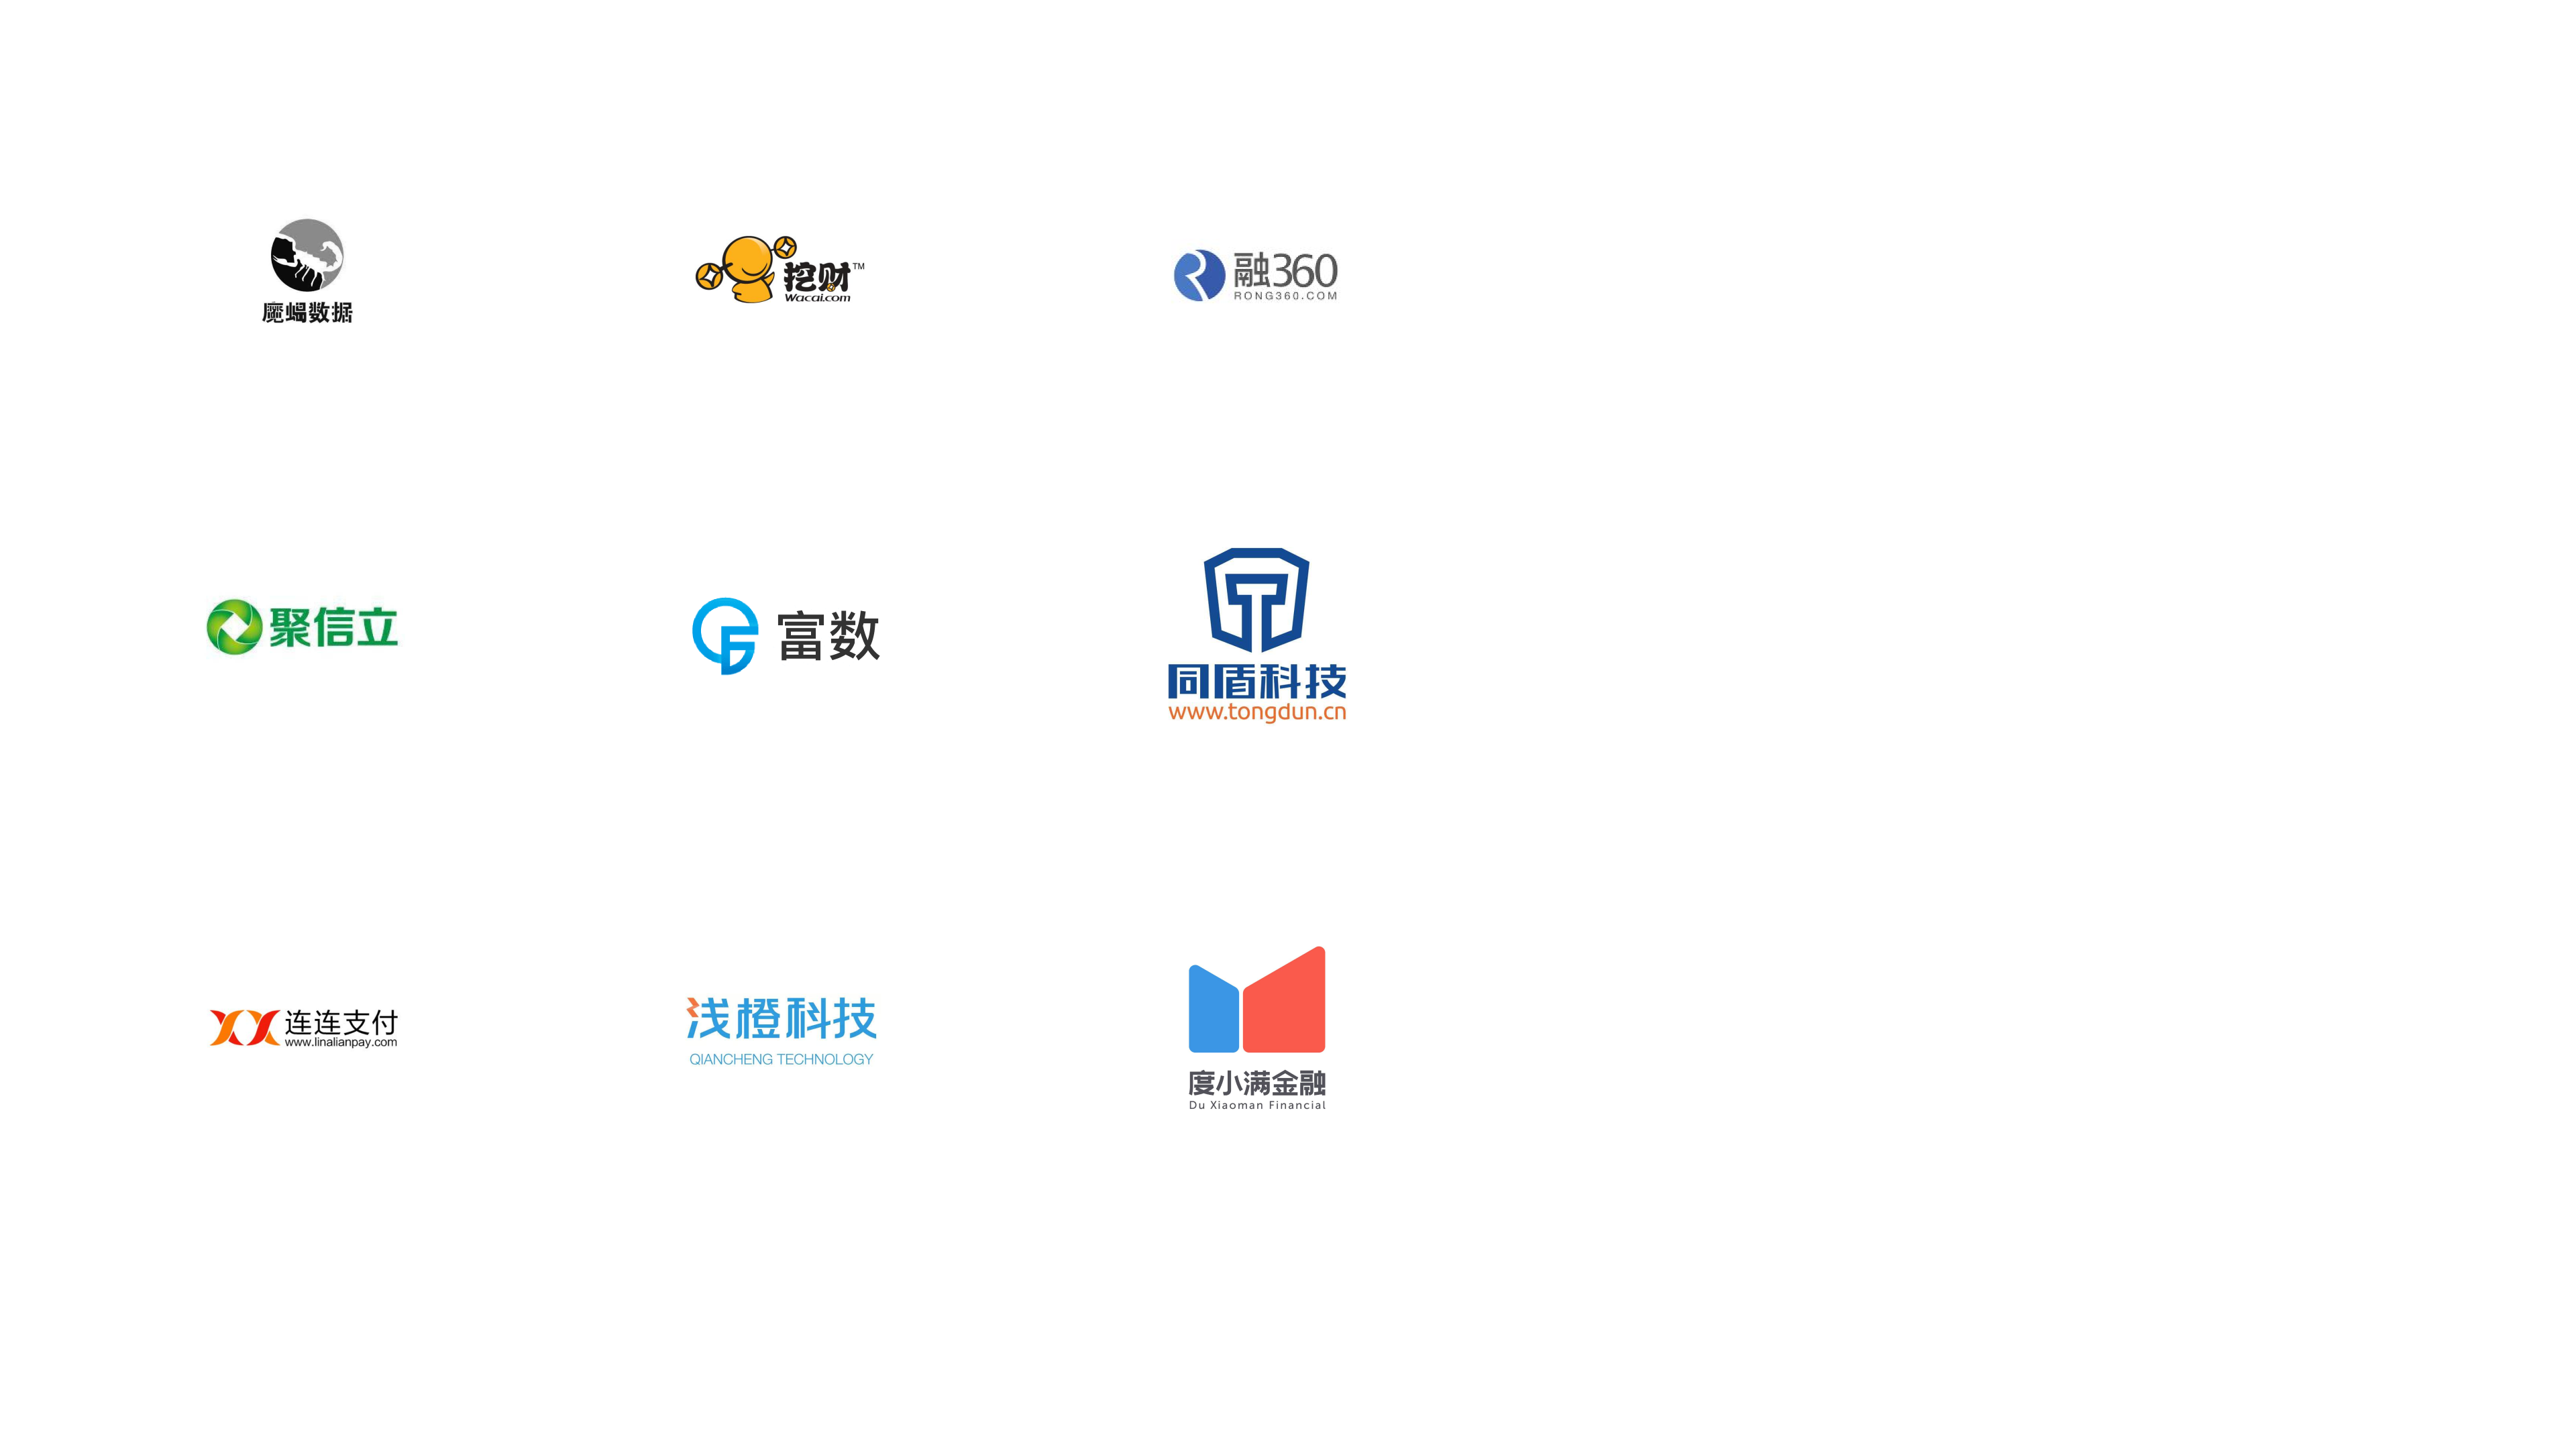 魔蝎数据
挖财TM
Wacai.com
融360
RONG360.COM
聚信立
富数
同盾科技
www.tongdun.cn
连连支付
www.linalianpay.com
浅橙科技
QIANCHENG TECHNOLOGY
度小满金融
Du Xiaoman Financial